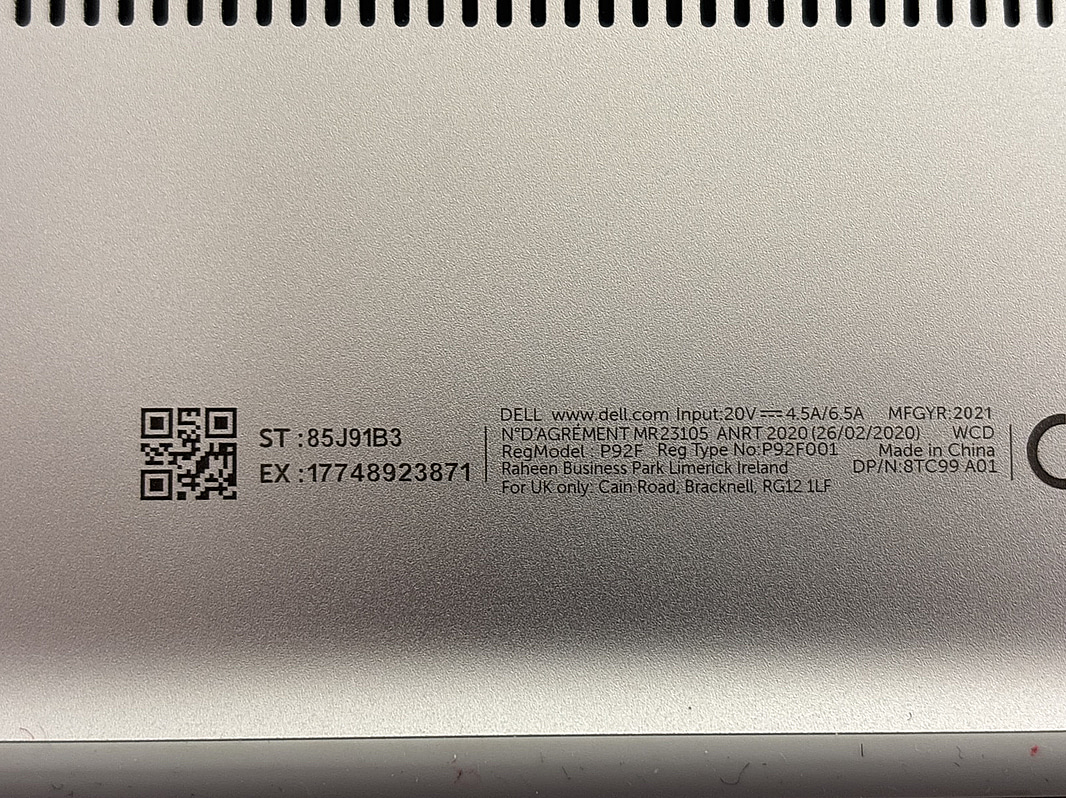 ST :85J91B3
EX :17748923871
DELL www.dell.com Input:20V⎓4.5A/6.5A MFGYR:2021
N°D'AGRÉMENT MR23105 ANRT 2020 (26/02/2020) WCD
RegModel : P92F Reg Type No:P92F001 Made in China
Raheen Business Park Limerick Ireland DP/N:8TC99 A01
For UK only: Cain Road, Bracknell, RG12 1LF